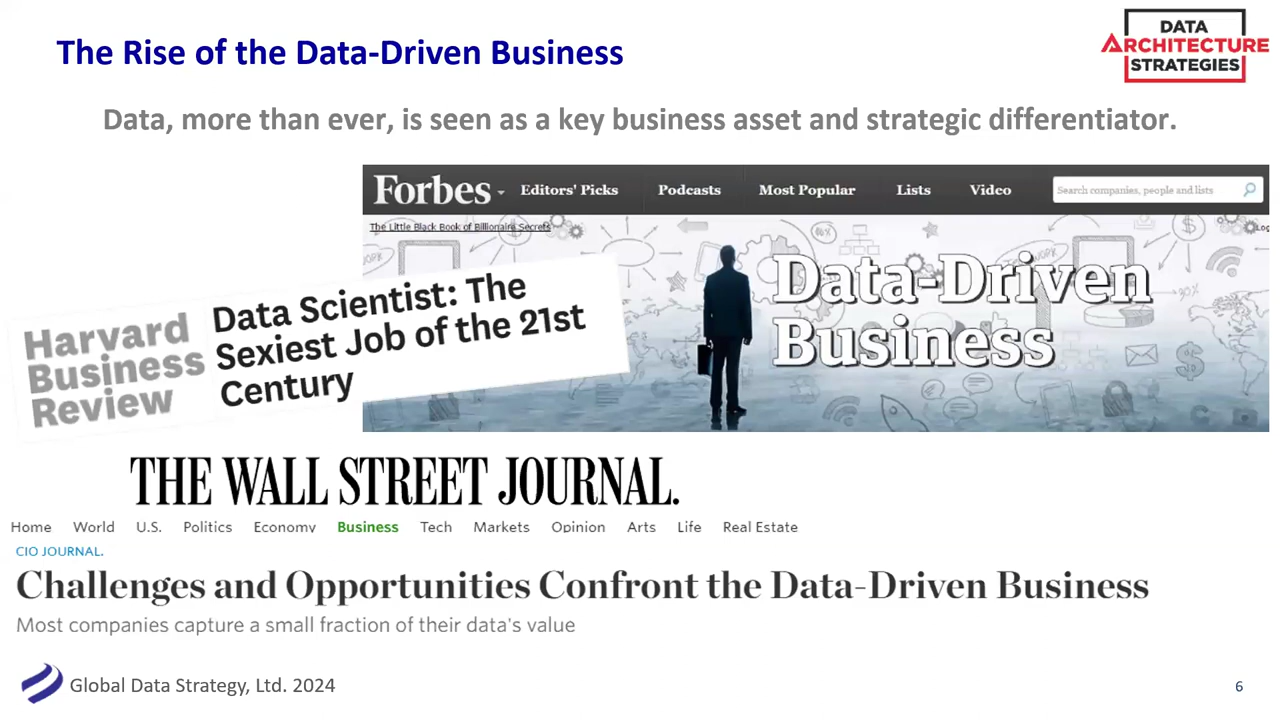 The Rise of the Data-Driven Business
DATA
ARCHITECTURE
STRATEGIES
Data, more than ever, is seen as a key business asset and strategic differentiator.
Forbes Editors' Picks Podcasts Most Popular Lists Video Search companies, people and lists
The Little Black Book of Billionaire Secrets
Data-Driven
Business
Harvard
Business
Review
Data Scientist: The
Sexiest Job of the 21st
Century
THE WALL STREET JOURNAL.
Home World U.S. Politics Economy Business Tech Markets Opinion Arts Life Real Estate
CIO JOURNAL.
Challenges and Opportunities Confront the Data-Driven Business
Most companies capture a small fraction of their data's value
Global Data Strategy, Ltd. 2024
6